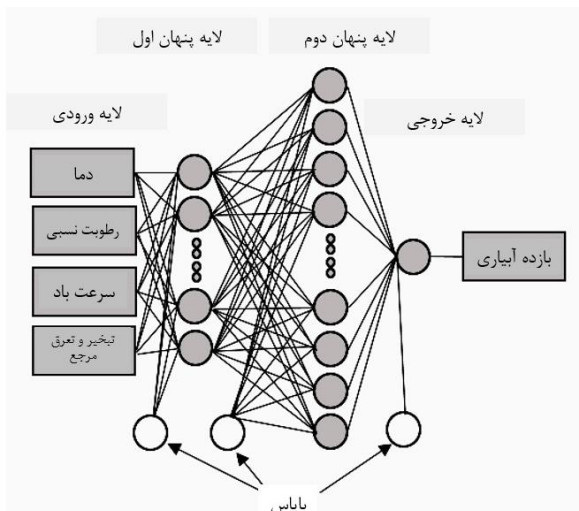 لایه پنهان دوم
لایه پنهان اول
لایه خروجی
لایه ورودی
دما
رطوبت نسبی
سرعت باد
تبخیر و تعرق
مرجع
بازده آبیاری
بایاس